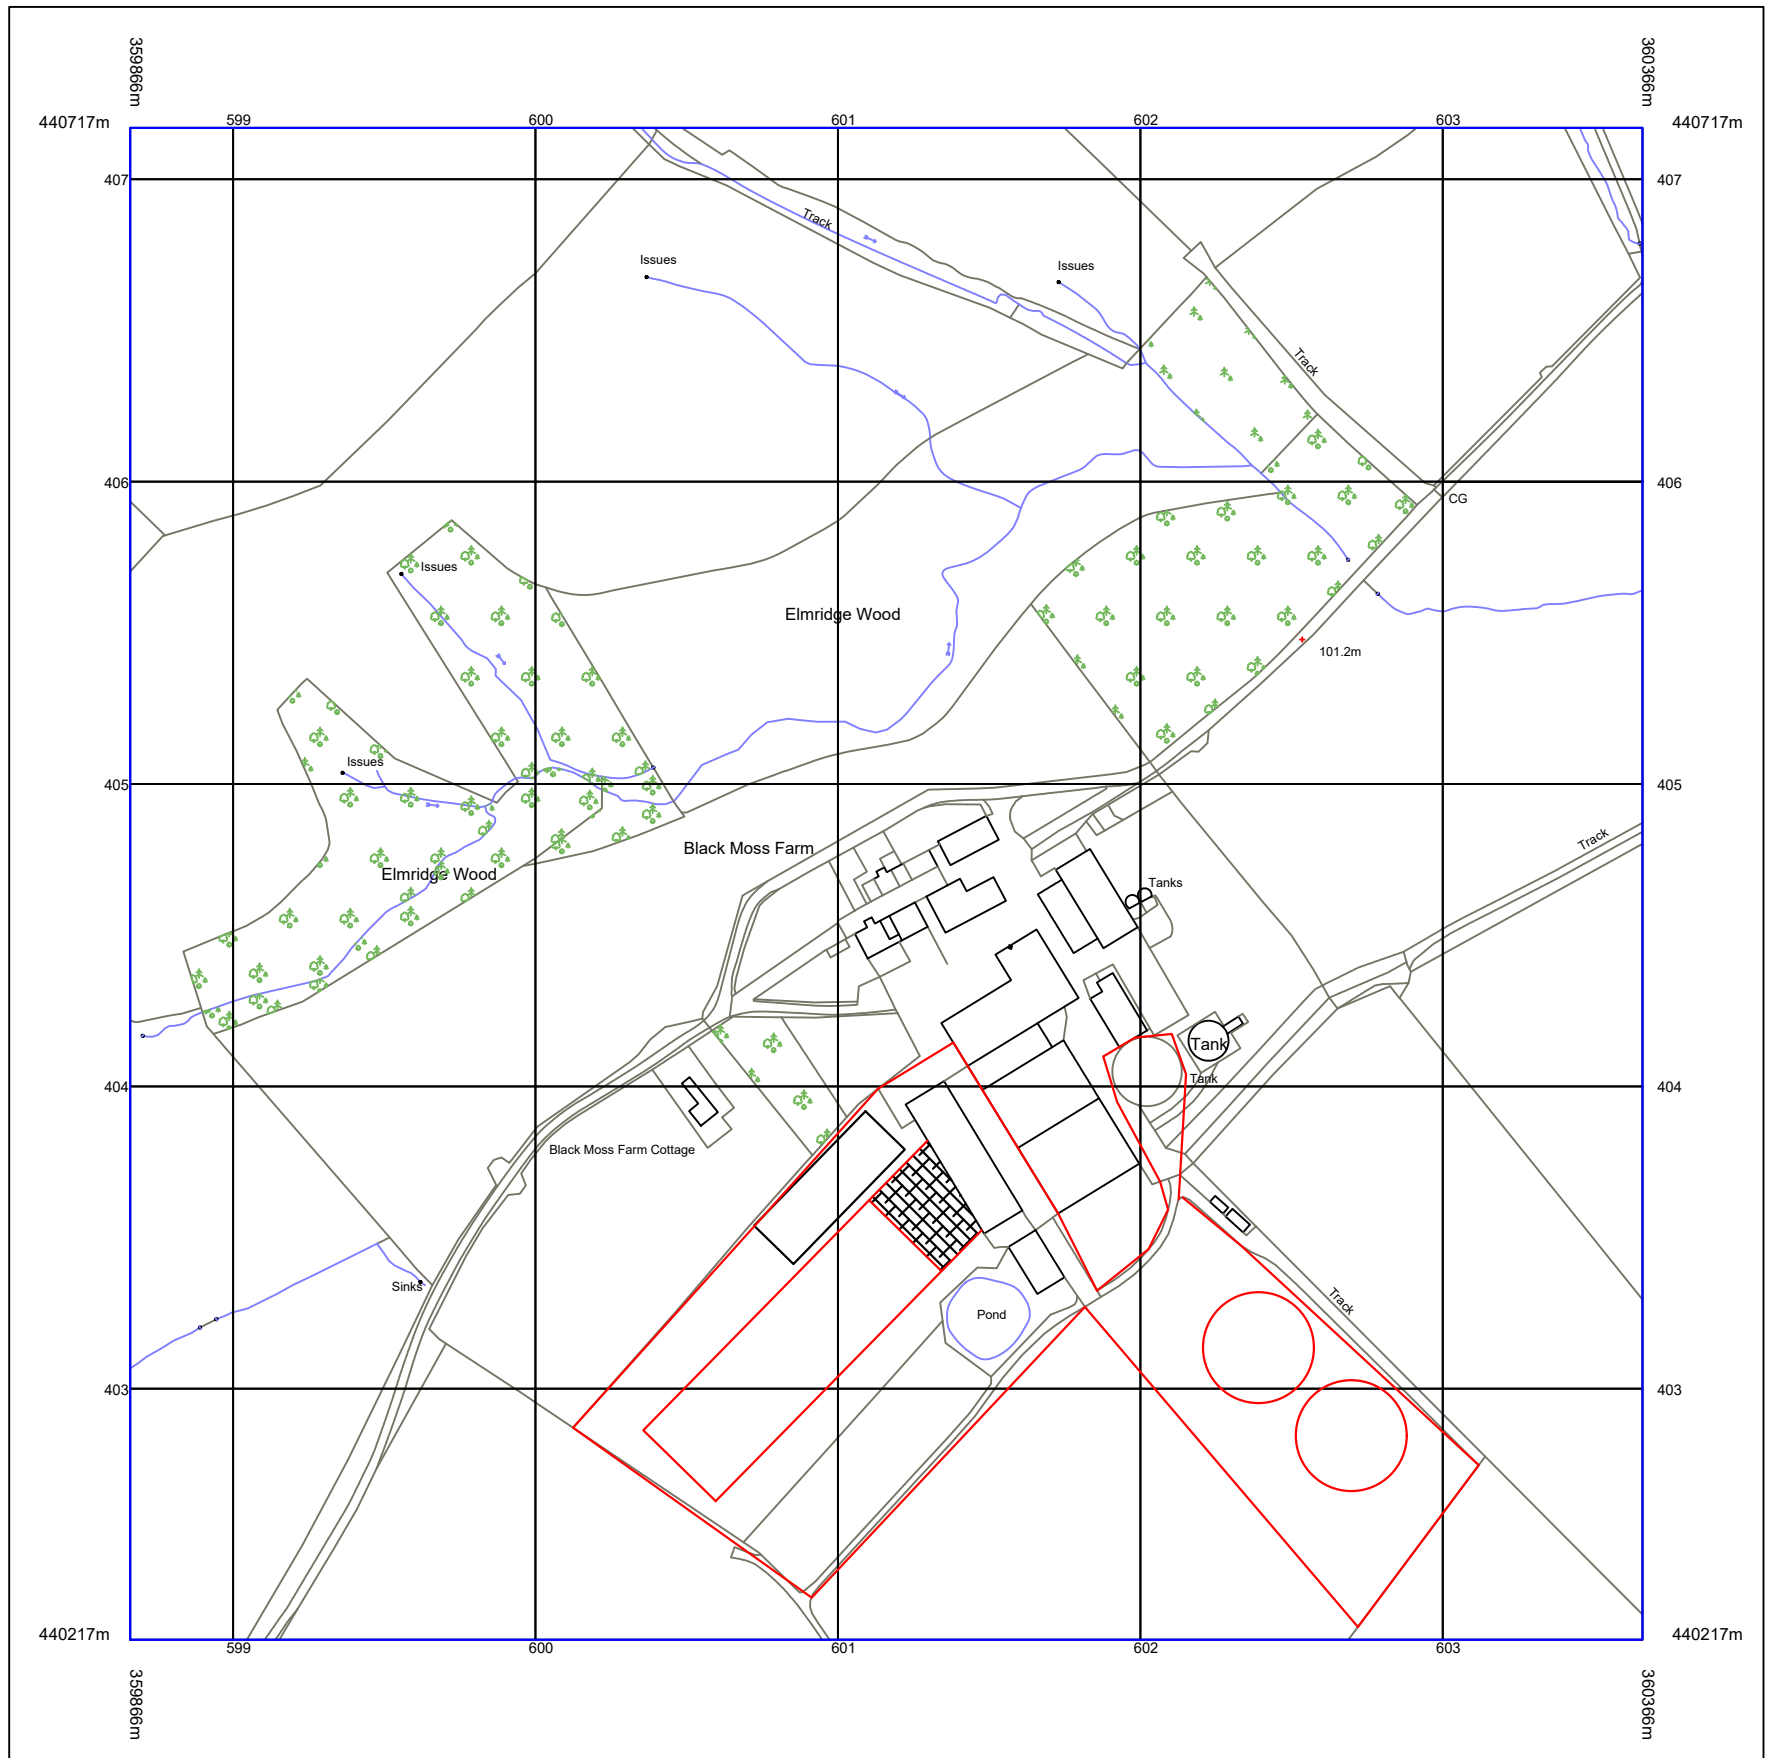 359866m
360366m
440717m
599
600
601
602
603
440717m
407
407
Track
Issues
Issues
Track
406
406
CG
Issues
Elmridge Wood
101.2m
Issues
405
405
Track
Black Moss Farm
Elmridge Wood
Tanks
Tank
Tank
404
404
Black Moss Farm Cottage
Sinks
Pond
Track
403
403
440217m
599
600
601
602
603
440217m
359866m
360366m